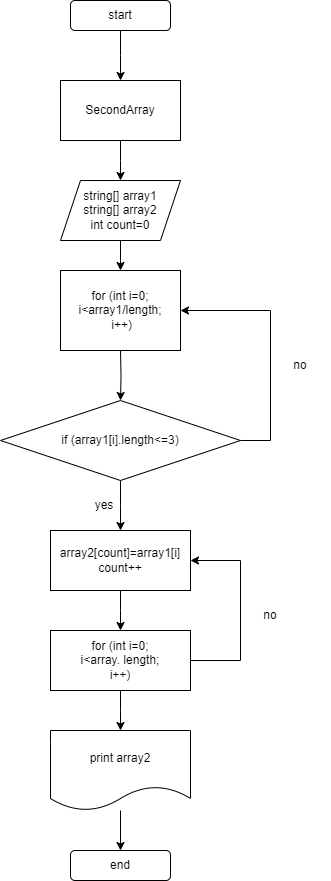 start
SecondArray
string[] array1
string[] array2
int count=0
for (int i=0;
i<array1/length;
i++)
no
if (array1[i].length<=3)
yes
array2[count]=array1[i]
count++
no
for (int i=0;
i<array. length;
i++)
print array2
end